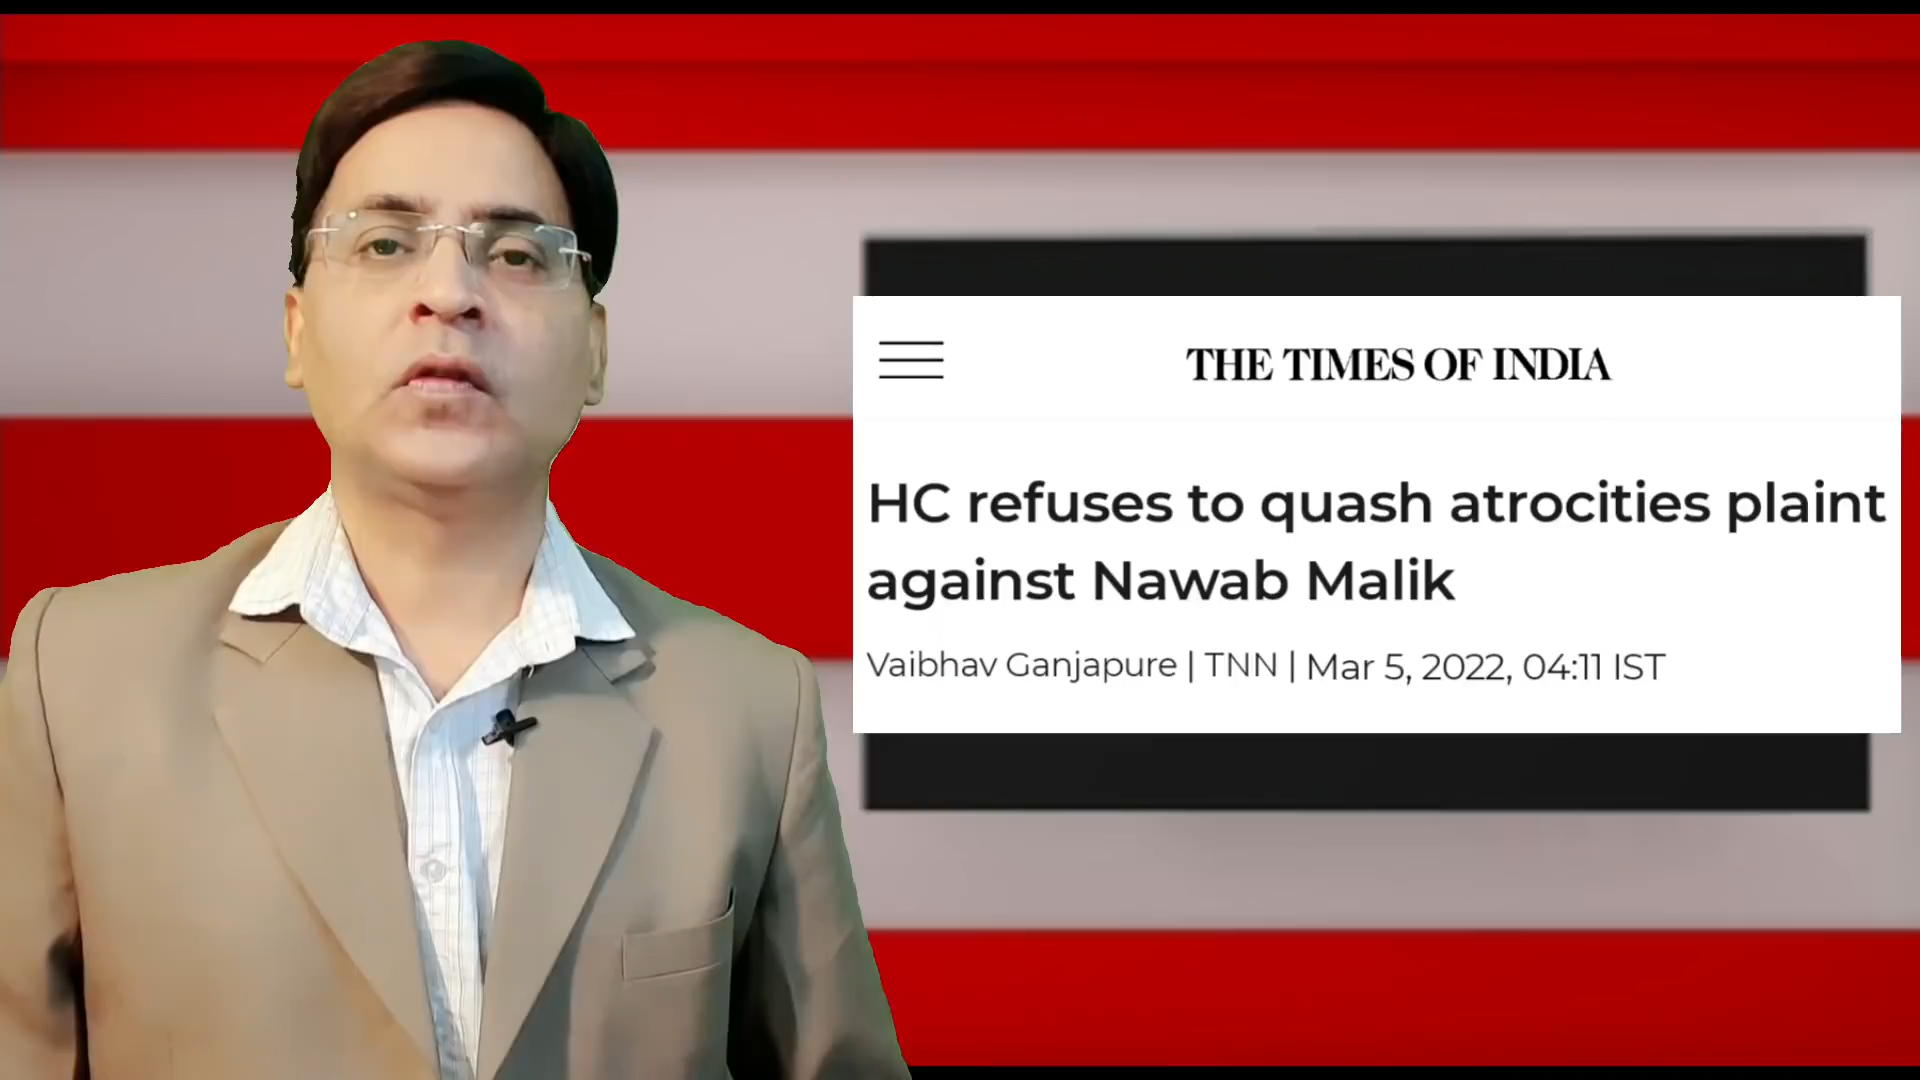 THE TIMES OF INDIA
HC refuses to quash atrocities plaint
against Nawab Malik
Vaibhav Ganjapure | TNN | Mar 5, 2022, 04:11 IST